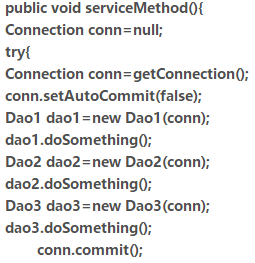 public void serviceMethod(){
Connection conn=null;
try{
Connection conn=getConnection();
conn.setAutoCommit(false);
Dao1 dao1=new Dao1(conn);
dao1.doSomething();
Dao2 dao2=new Dao2(conn);
dao2.doSomething();
Dao3 dao3=new Dao3(conn);
dao3.doSomething();
conn.commit();